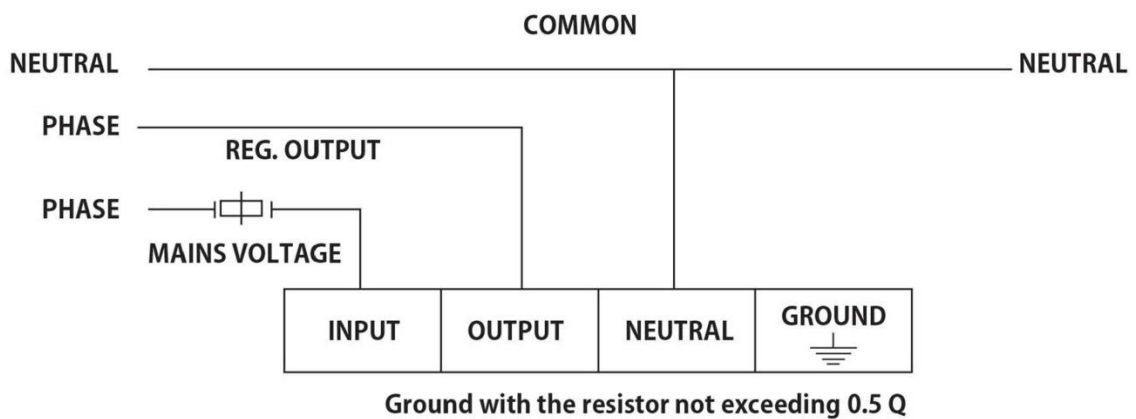 COMMON
NEUTRAL NEUTRAL
PHASE
REG. OUTPUT
PHASE
MAINS VOLTAGE
INPUT OUTPUT NEUTRAL GROUND
Ground with the resistor not exceeding 0.5 Q